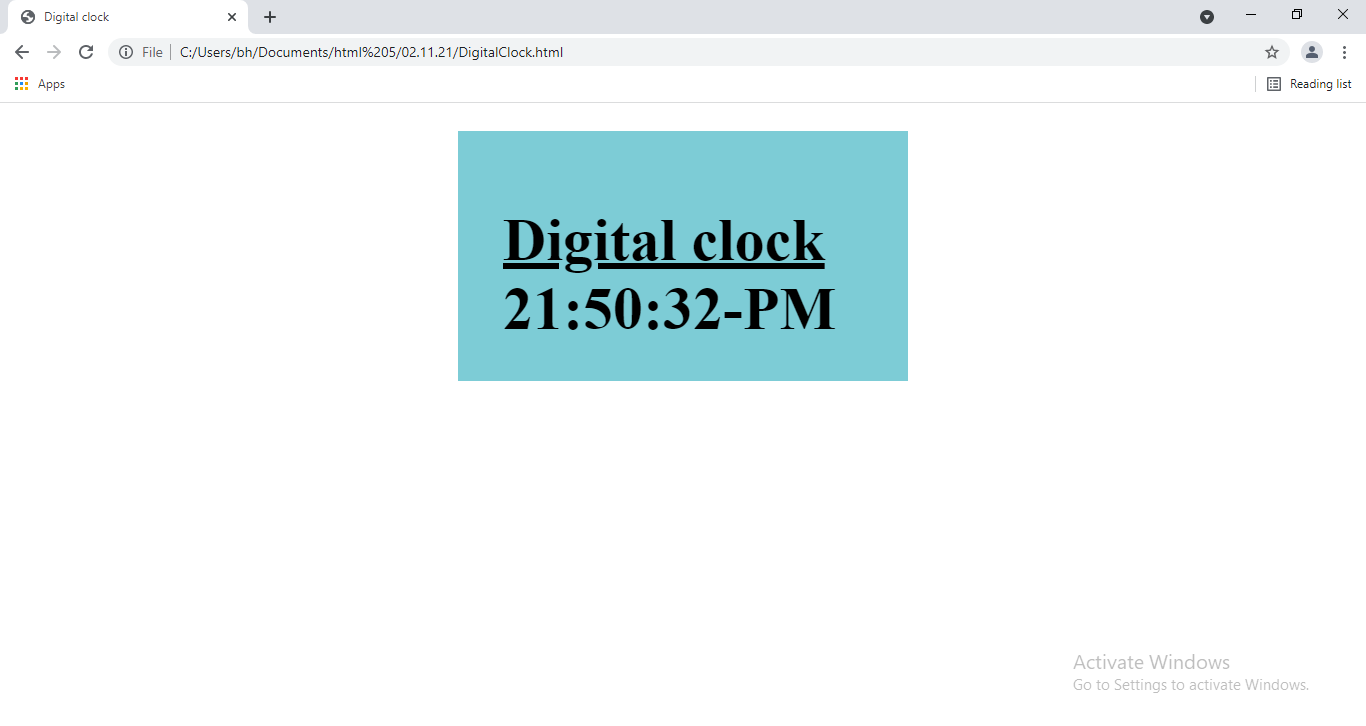 Digital clock
File
C:/Users/bh/Documents/html%205/02.11.21/DigitalClock.html
Apps
Reading list
Digital clock
21:50:32-PM
Activate Windows
Go to Settings to activate Windows.